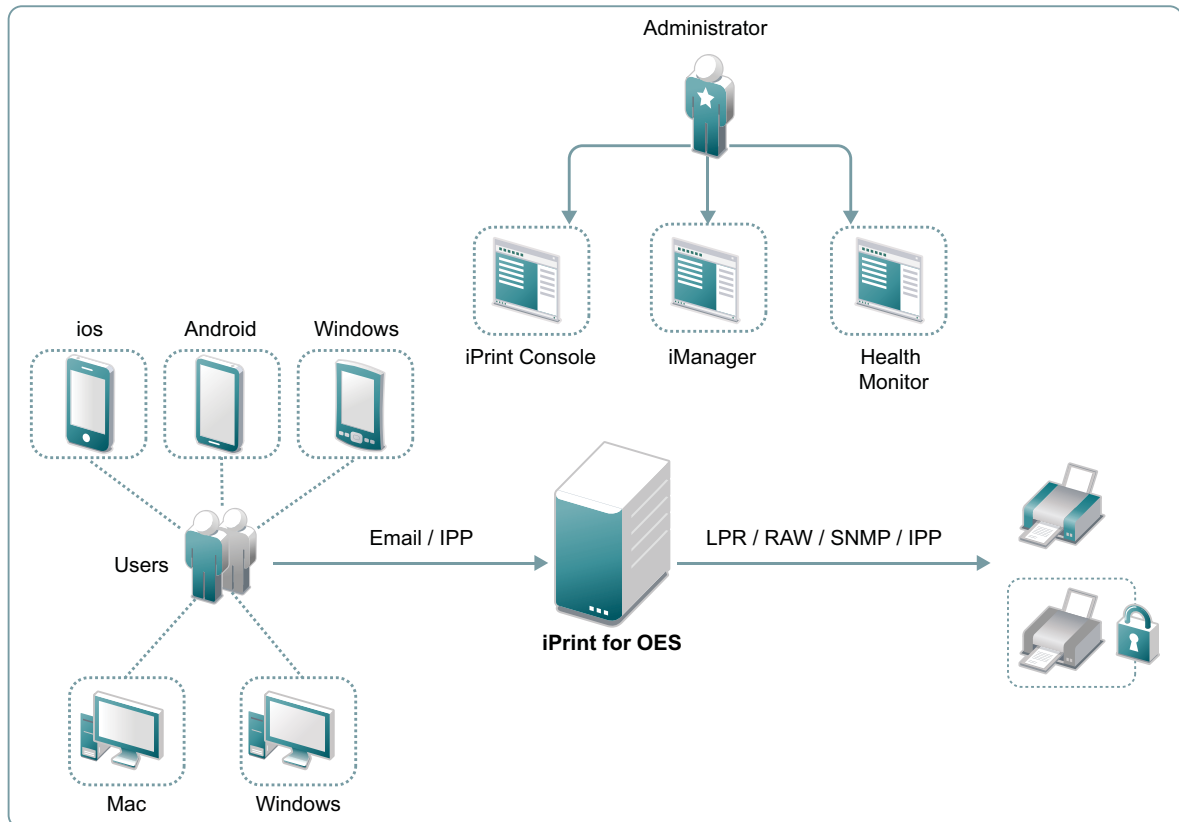 Administrator
iPrint Console
iManager
Health
Monitor
ios
Android
Windows
Users
Email / IPP
LPR / RAW / SNMP / IPP
iPrint for OES
Mac
Windows